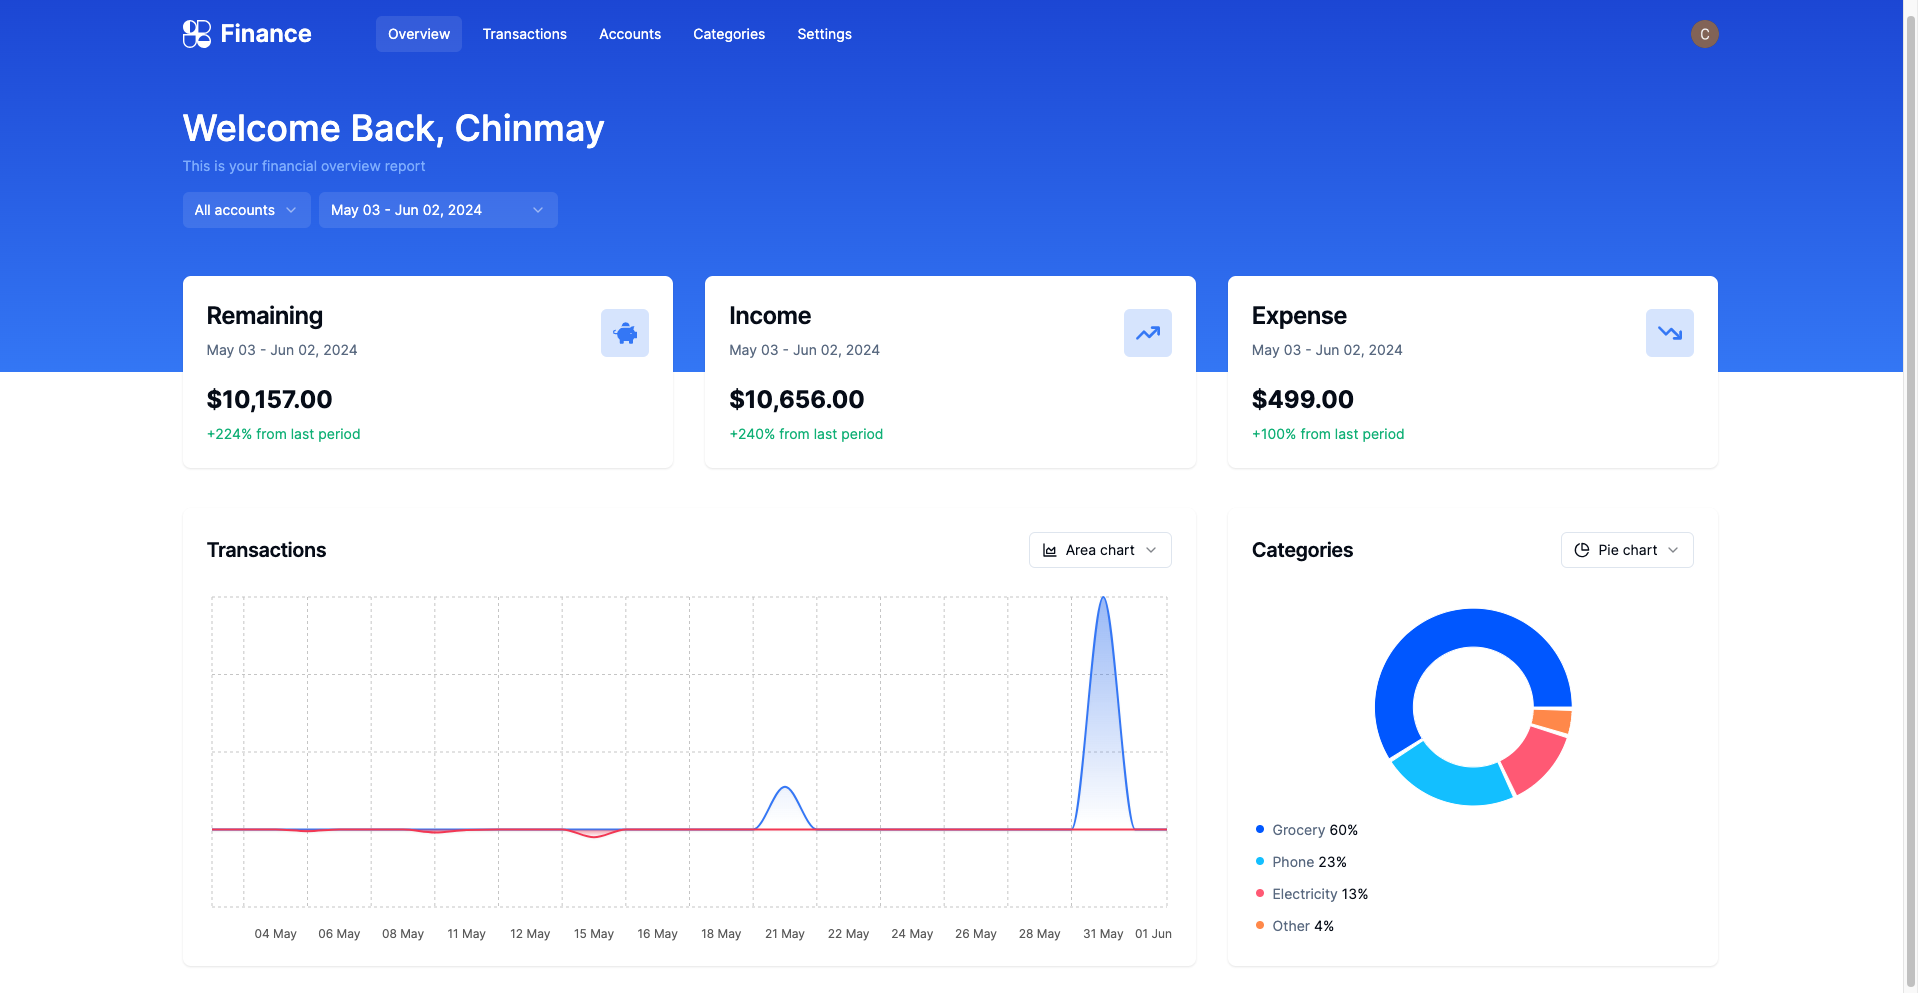 Finance
Overview
Transactions
Accounts
Categories
Settings
C
Welcome Back, Chinmay
This is your financial overview report
All accounts
May 03 - Jun 02, 2024
Remaining
May 03 - Jun 02, 2024
$10,157.00
+224% from last period
Income
May 03 - Jun 02, 2024
$10,656.00
+240% from last period
Expense
May 03 - Jun 02, 2024
$499.00
+100% from last period
Transactions
Area chart
04 May
06 May
08 May
11 May
12 May
15 May
16 May
18 May
21 May
22 May
24 May
26 May
28 May
31 May
01 Jun
Categories
Pie chart
Grocery 60%
Phone 23%
Electricity 13%
Other 4%